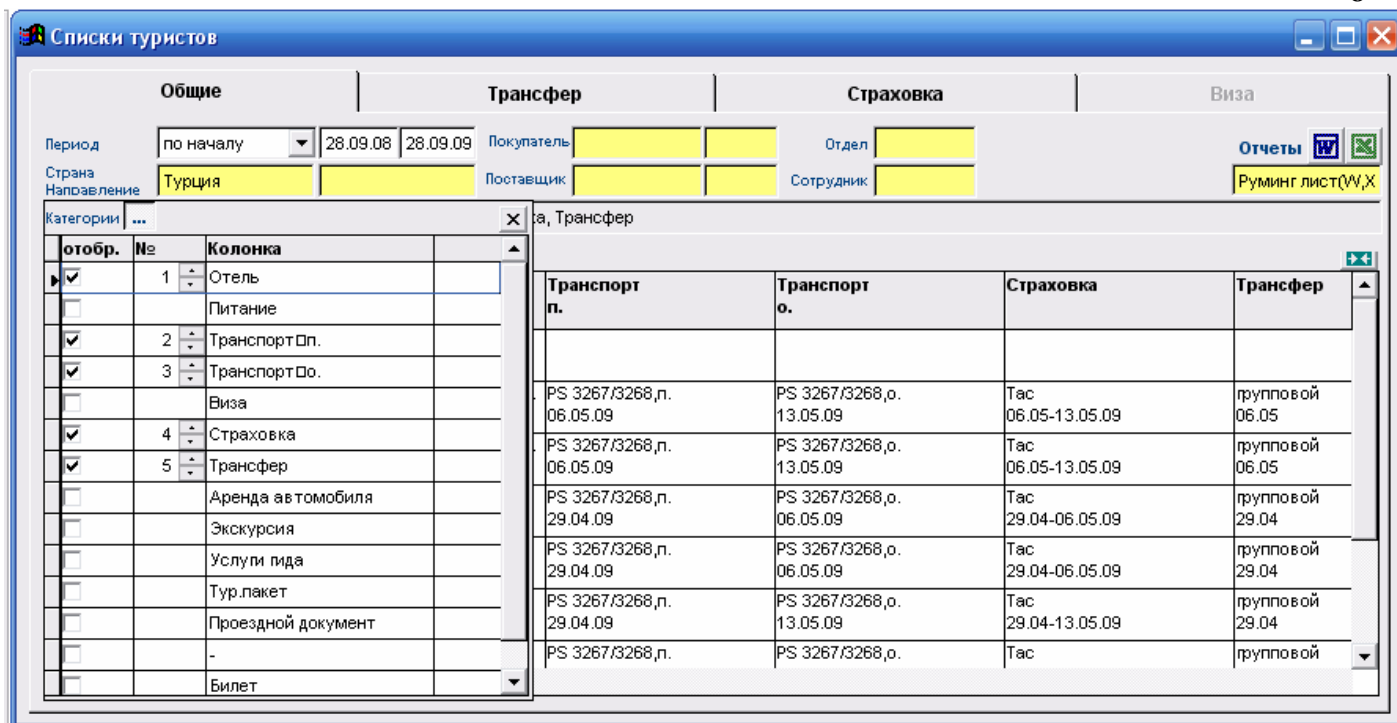 Списки туристов
Общие Трансфер Страховка Виза
Период по началу 28.09.08 28.09.09 Покупатель Отдел Отчеты
Страна Турция Поставщик Сотрудник Руминг лист(W,X
Направление
Категории ... ка, Трансфер
отобр. № Колонка
Транспорт Транспорт Страховка Трансфер
п. о.
1 Отель
Питание
2 Транспорт□п.
3 Транспорт□о.
Виза
4 Страховка
5 Трансфер
Аренда автомобиля
Экскурсия
Услуги гида
Тур.пакет
Проездной документ
-
Билет
PS 3267/3268,п. PS 3267/3268,о. Тас групповой
06.05.09 13.05.09 06.05-13.05.09 06.05
PS 3267/3268,п. PS 3267/3268,о. Тас групповой
06.05.09 13.05.09 06.05-13.05.09 06.05
PS 3267/3268,п. PS 3267/3268,о. Тас групповой
29.04.09 06.05.09 29.04-06.05.09 29.04
PS 3267/3268,п. PS 3267/3268,о. Тас групповой
29.04.09 06.05.09 29.04-06.05.09 29.04
PS 3267/3268,п. PS 3267/3268,о. Тас групповой
29.04.09 13.05.09 29.04-13.05.09 29.04
PS 3267/3268,п. PS 3267/3268,о. Тас групповой